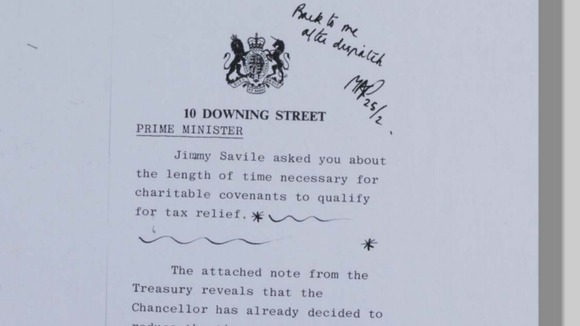 Back to me
after despatch
25/2.
10 DOWNING STREET
PRIME MINISTER
Jimmy Savile asked you about
the length of time necessary for
charitable covenants to qualify
for tax relief.*
*
The attached note from the
Treasury reveals that the
Chancellor has already decided to